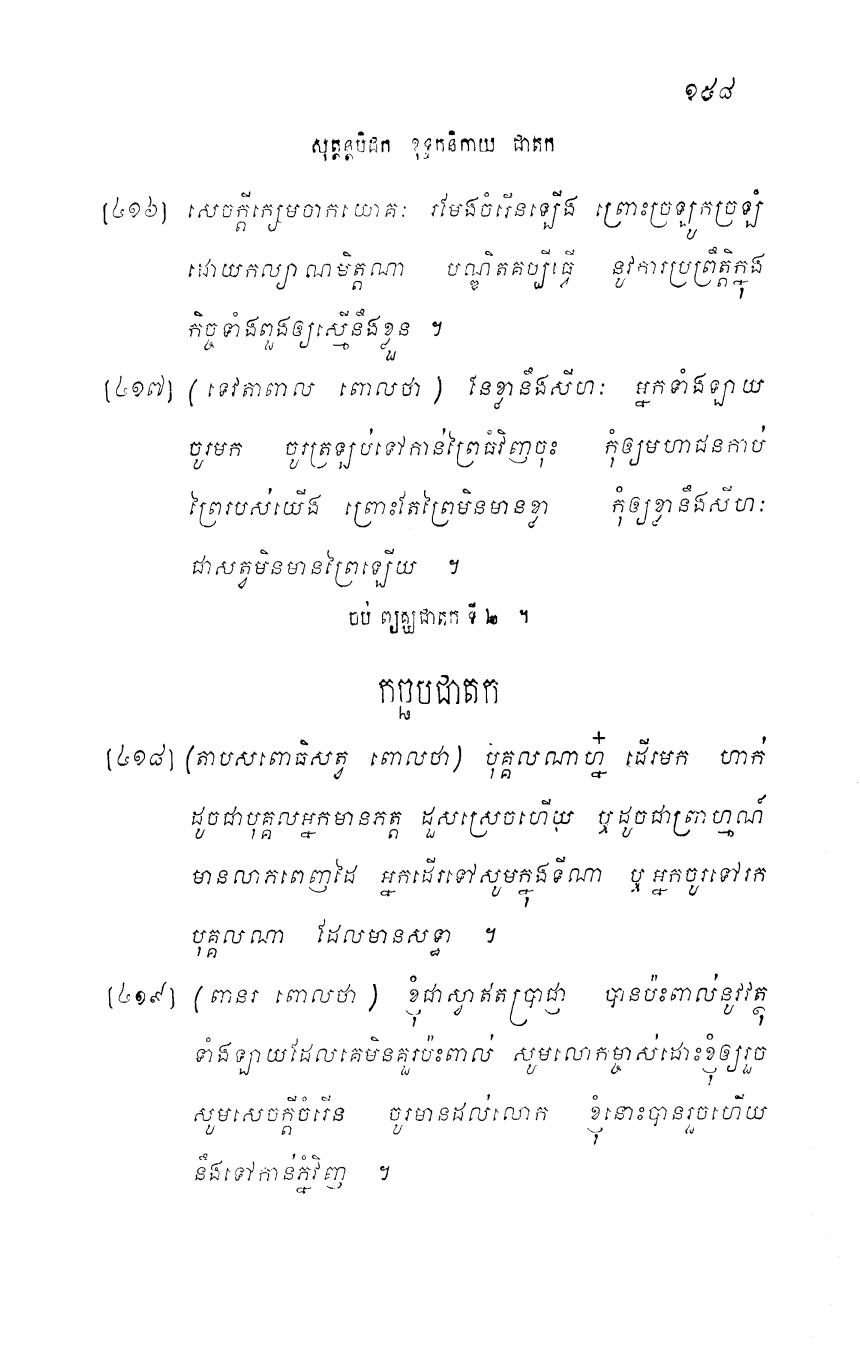 ១៥៨
សុត្តន្តបិដក ខុទ្ទកនិកាយ ជាតក
[៤១៦] សេចក្តីក្សេមចាកយោគៈ រមែងចំរើនឡើង ព្រោះច្រឡូកច្រឡំ
ដោយកល្យាណមិត្តណា បណ្ឌិតគប្បីធ្វើ នូវការប្រព្រឹត្តិក្នុង
កិច្ចទាំងពួងឲ្យស្មើនឹងខ្លួន ។
[៤១៧] (ទេវតាពាល ពោលថា) នែខ្លានឹងសីហៈ អ្នកទាំងឡាយ
ចូរមក ចូរត្រឡប់ទៅកាន់ព្រៃធំវិញចុះ កុំឲ្យមហាជនកាប់
ព្រៃរបស់យើង ព្រោះតែព្រៃមិនមានខ្លា កុំឲ្យខ្លានឹងសីហៈ
ជាសត្វមិនមានព្រៃឡើយ ។
ចប់ ព្យគ្ឃជាតក ទី ២ ។
កច្ឆបជាតក
[៤១៨] (តាបសពោធិសត្វ ពោលថា) បុគ្គលណាហ្ន៎ ដើរមក ហាក់
ដូចជាបុគ្គលអ្នកមានភត្ត ដួសស្រេចហើយ ឬដូចជាព្រាហ្មណ៍
មានលាភពេញដៃ អ្នកដើរទៅសូមក្នុងទីណា ឬ អ្នកចូរទៅរក
បុគ្គលណា ដែលមានសទ្ធា ។
[៤១៩] (ពានរ ពោលថា) ខ្ញុំជាស្វាឥតប្រាជ្ញា បានប៉ះពាល់នូវវត្ថុ
ទាំងឡាយដែលគេមិនគួរប៉ះពាល់ សូមលោកម្ចាស់ដោះខ្ញុំឲ្យរួច
សូមសេចក្តីចំរើន ចូរមានដល់លោក ខ្ញុំនោះបានរួចហើយ
នឹងទៅកាន់ភ្នំវិញ ។